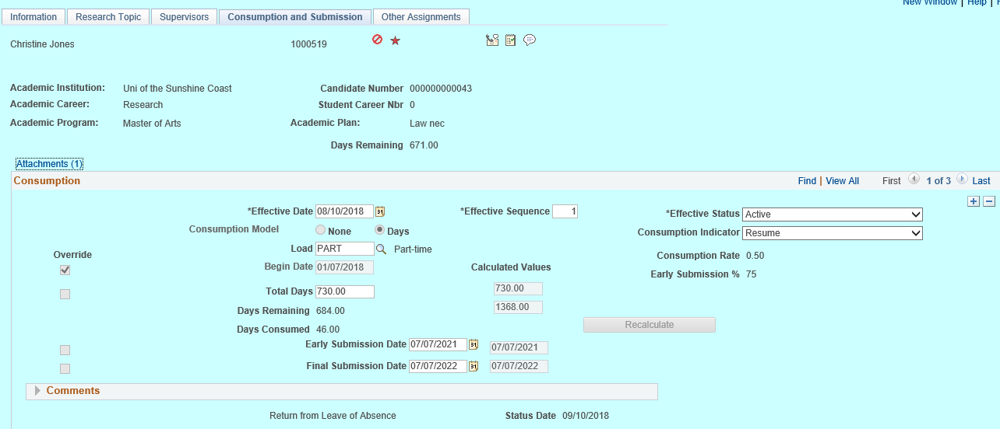 New Window | Help |
Information Research Topic Supervisors Consumption and Submission Other Assignments
Christine Jones 1000519
Academic Institution: Uni of the Sunshine Coast Candidate Number 000000000043
Academic Career: Research Student Career Nbr 0
Academic Program: Master of Arts Academic Plan: Law nec
Days Remaining 671.00
Attachments (1)
Consumption Find | View All First 1 of 3 Last
*Effective Date 08/10/2018 31 *Effective Sequence 1 *Effective Status Active
Consumption Model None Days Consumption Indicator Resume
Load PART Part-time
Override Consumption Rate 0.50
Begin Date 01/07/2018 Calculated Values
Early Submission % 75
Total Days 730.00 730.00
Days Remaining 684.00 1368.00
Days Consumed 46.00 Recalculate
Early Submission Date 07/07/2021 31 07/07/2021
Final Submission Date 07/07/2022 31 07/07/2022
Comments
Return from Leave of Absence Status Date 09/10/2018